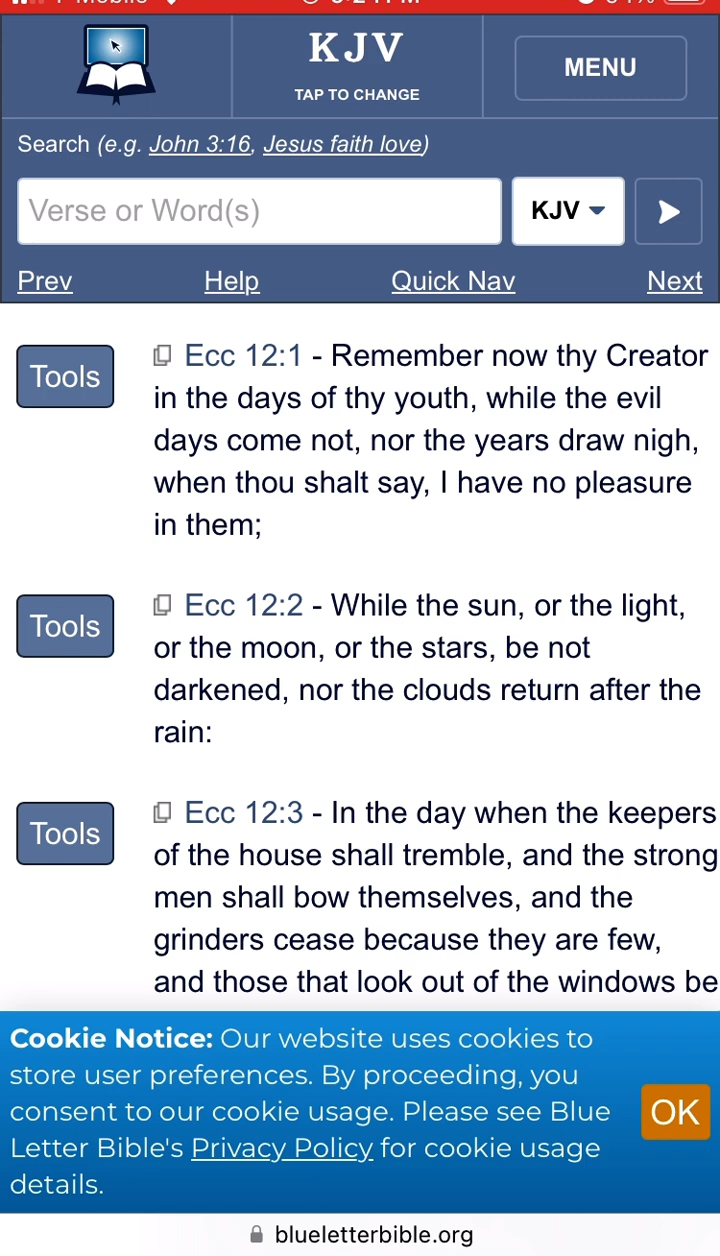 KJV
TAP TO CHANGE
MENU
Search (e.g. John 3:16, Jesus faith love)
Verse or Word(s)
KJV
Prev Help Quick Nav Next
Tools
Ecc 12:1 - Remember now thy Creator
in the days of thy youth, while the evil
days come not, nor the years draw nigh,
when thou shalt say, I have no pleasure
in them;
Tools
Ecc 12:2 - While the sun, or the light,
or the moon, or the stars, be not
darkened, nor the clouds return after the
rain:
Tools
Ecc 12:3 - In the day when the keepers
of the house shall tremble, and the strong
men shall bow themselves, and the
grinders cease because they are few,
and those that look out of the windows be
Cookie Notice: Our website uses cookies to
store user preferences. By proceeding, you
consent to our cookie usage. Please see Blue
Letter Bible's Privacy Policy for cookie usage
details.
OK
blueletterbible.org